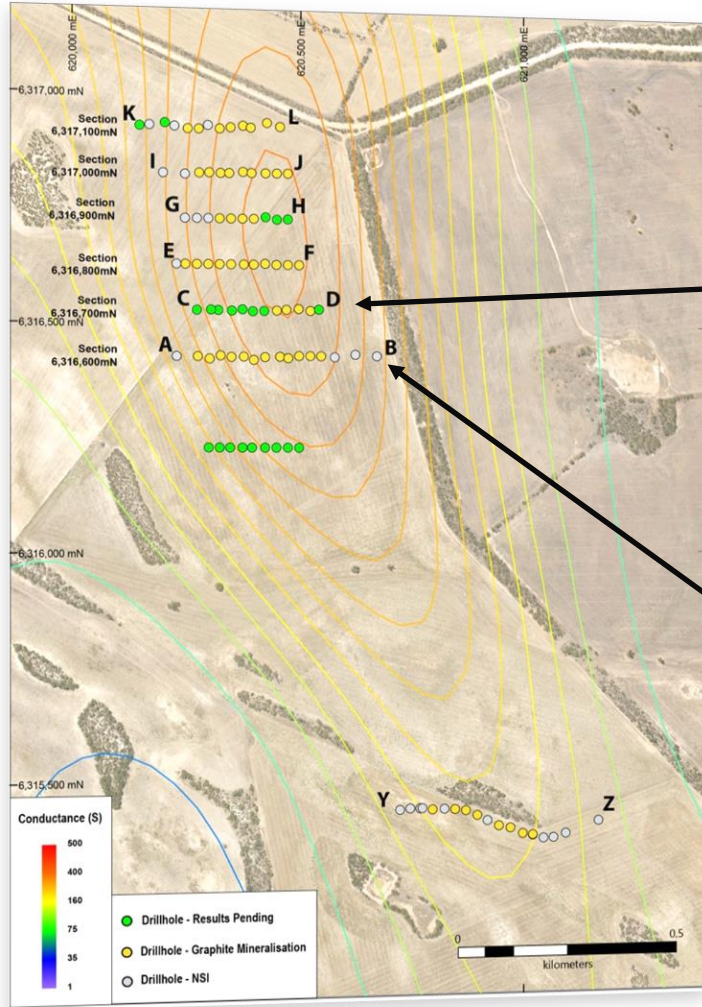 620,000 mE
620,500 mE
621,000 mE
6,317,000 mN
K
L
Section
6,317,100mN
I
J
Section
6,317,000mN
G
H
Section
6,316,900mN
E
F
Section
6,316,800mN
C
D
Section
6,316,700mN
6,316,500 mN
A
B
Section
6,316,600mN
6,316,000 mN
6,315,500 mN
Y
Z
Conductance (S)
500
400
160
75
35
1
Drillhole - Results Pending
Drillhole - Graphite Mineralisation
Drillhole - NSI
0
0.5
kilometers